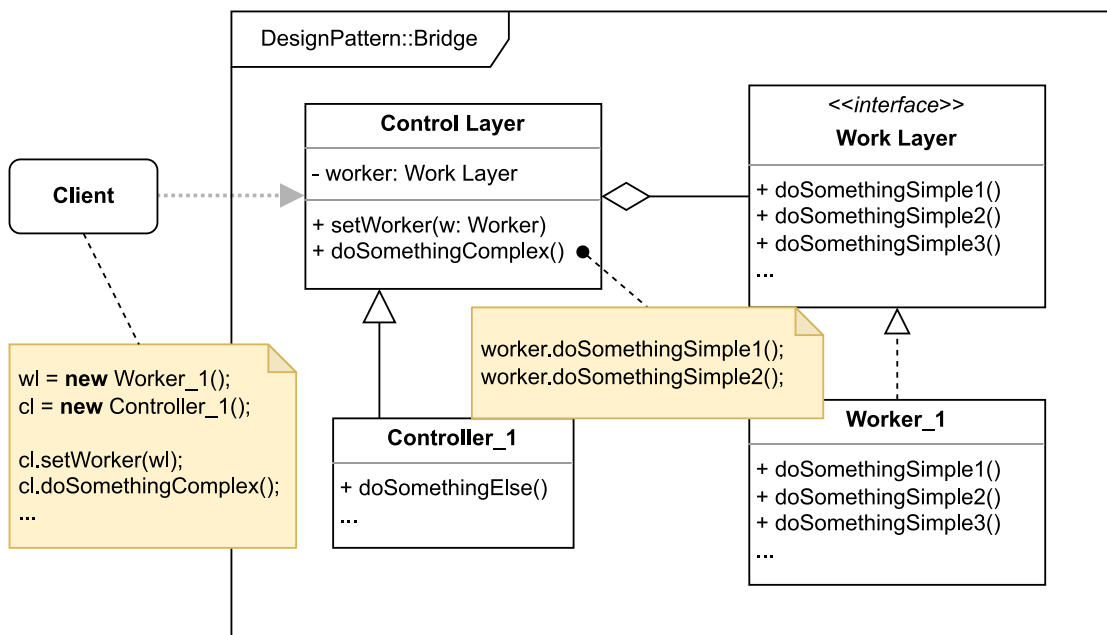 DesignPattern::Bridge
Control Layer
- worker: Work Layer
+ setWorker(w: Worker)
+ doSomethingComplex()
<<interface>>
Work Layer
+ doSomethingSimple1()
+ doSomethingSimple2()
+ doSomethingSimple3()
...
Client
worker.doSomethingSimple1();
worker.doSomethingSimple2();
wl = new Worker_1();
cl = new Controller_1();
cl.setWorker(wl);
cl.doSomethingComplex();
...
Controller_1
+ doSomethingElse()
...
Worker_1
+ doSomethingSimple1()
+ doSomethingSimple2()
+ doSomethingSimple3()
...